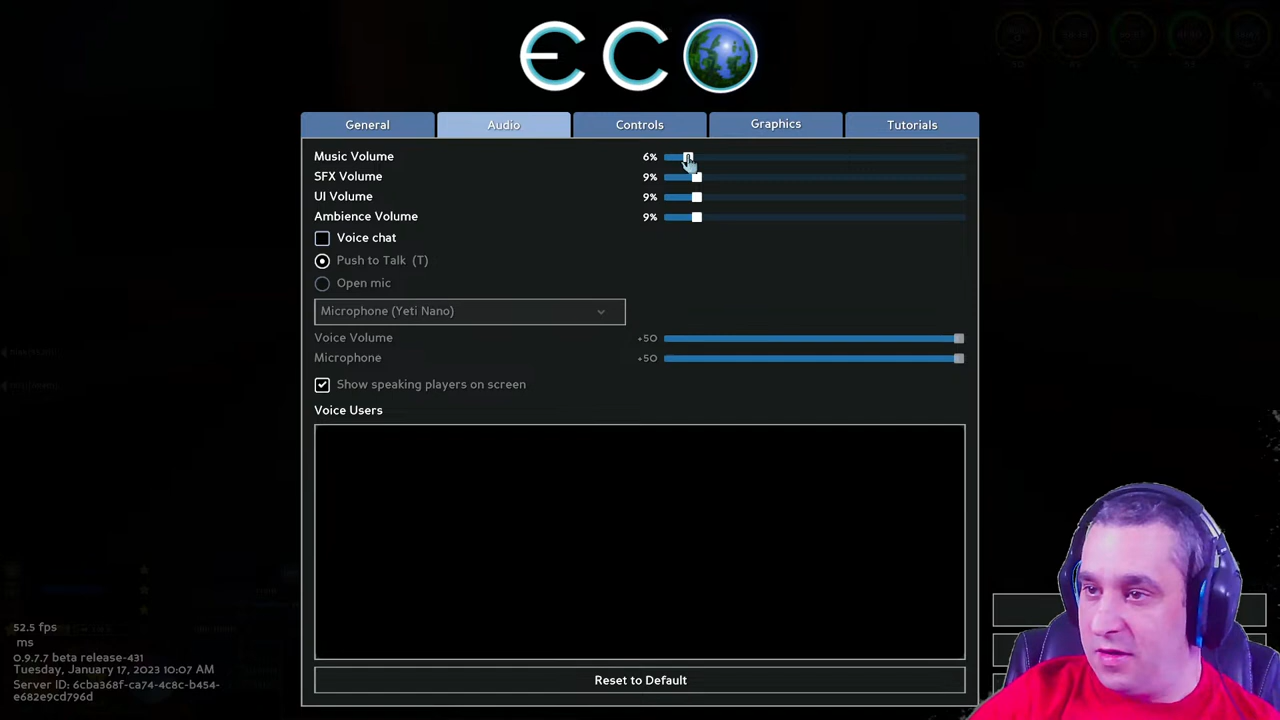 ECO
General Audio Controls Graphics Tutorials
Music Volume 6%
SFX Volume 9%
UI Volume 9%
Ambience Volume 9%
Voice chat
Push to Talk (T)
Open mic
Microphone (Yeti Nano)
Voice Volume +50
Microphone +50
Show speaking players on screen
Voice Users
Reset to Default
52.5 fps
ms
0.9.7.7 beta release-431
Tuesday, January 17, 2023 10:07 AM
Server ID: 6cba368f-ca74-4c8c-b454-
e682e9cd796d